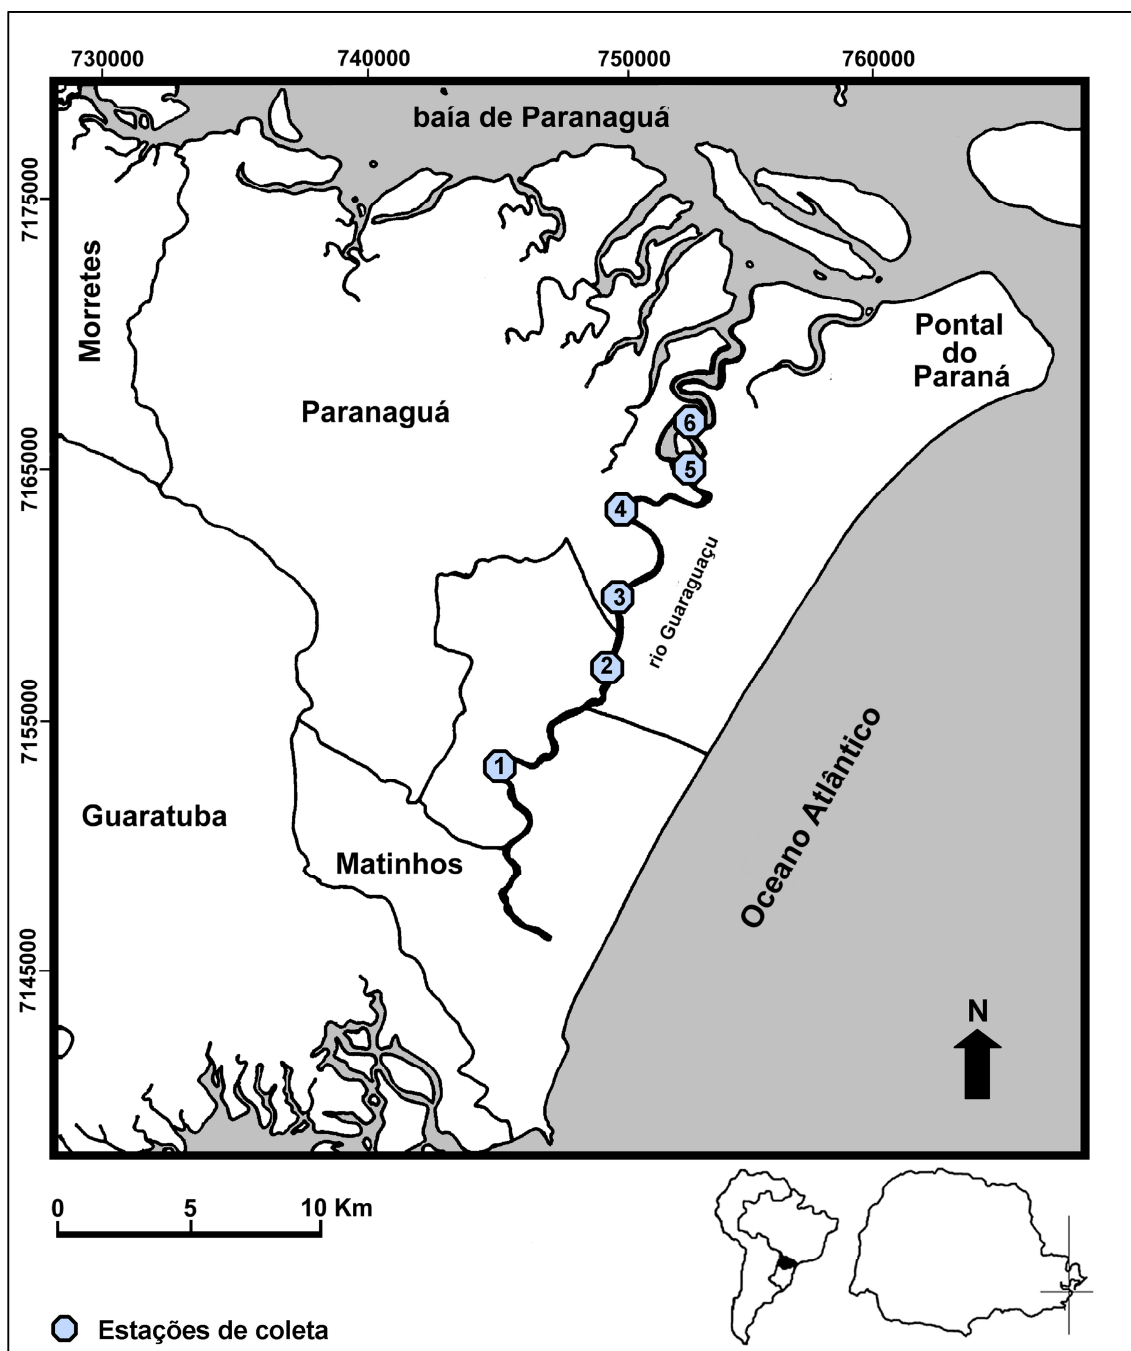 730000
740000
750000
760000
baía de Paranaguá
7175000
Morretes
Pontal
do
Paraná
Paranaguá
6
7165000
5
4
3
rio Guaraguaçu
2
7155000
1
Oceano Atlântico
Guaratuba
Matinhos
7145000
N
0
5
10 Km
Estações de coleta